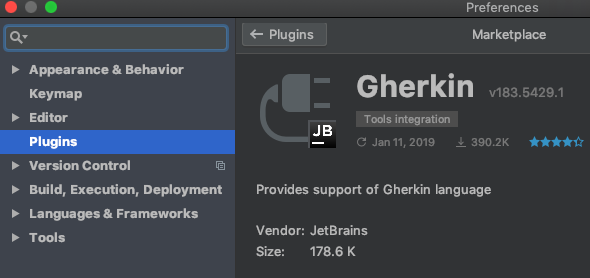 Preferences
Appearance & Behavior
Keymap
Editor
Plugins
Version Control
Build, Execution, Deployment
Languages & Frameworks
Tools
Plugins
Marketplace
JB
Gherkin v183.5429.1
Tools integration
Jan 11, 2019 390.2K
Provides support of Gherkin language
Vendor: JetBrains
Size: 178.6 K